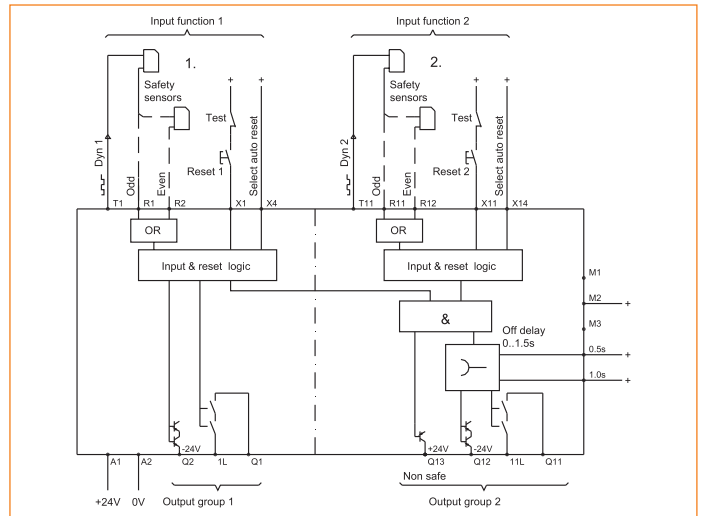 Input function 1
Input function 2
1.
2.
Safety
sensors
Safety
sensors
+ +
+ +
Test
Test
Dyn 1
Odd
Even
Reset 1
Select auto reset
Dyn 2
Odd
Even
Reset 2
Select auto reset
T1 R1 R2 X1 X4
T11 R11 R12 X11 X14
OR
OR
Input & reset logic
Input & reset logic
M1
M2 +
M3
&
Off delay
0..1.5s
0.5s +
1.0s +
-24V
+24V -24V
A1 A2 Q2 1L Q1
Q13 Q12 11L Q11
Non safe
+24V 0V
Output group 1
Output group 2